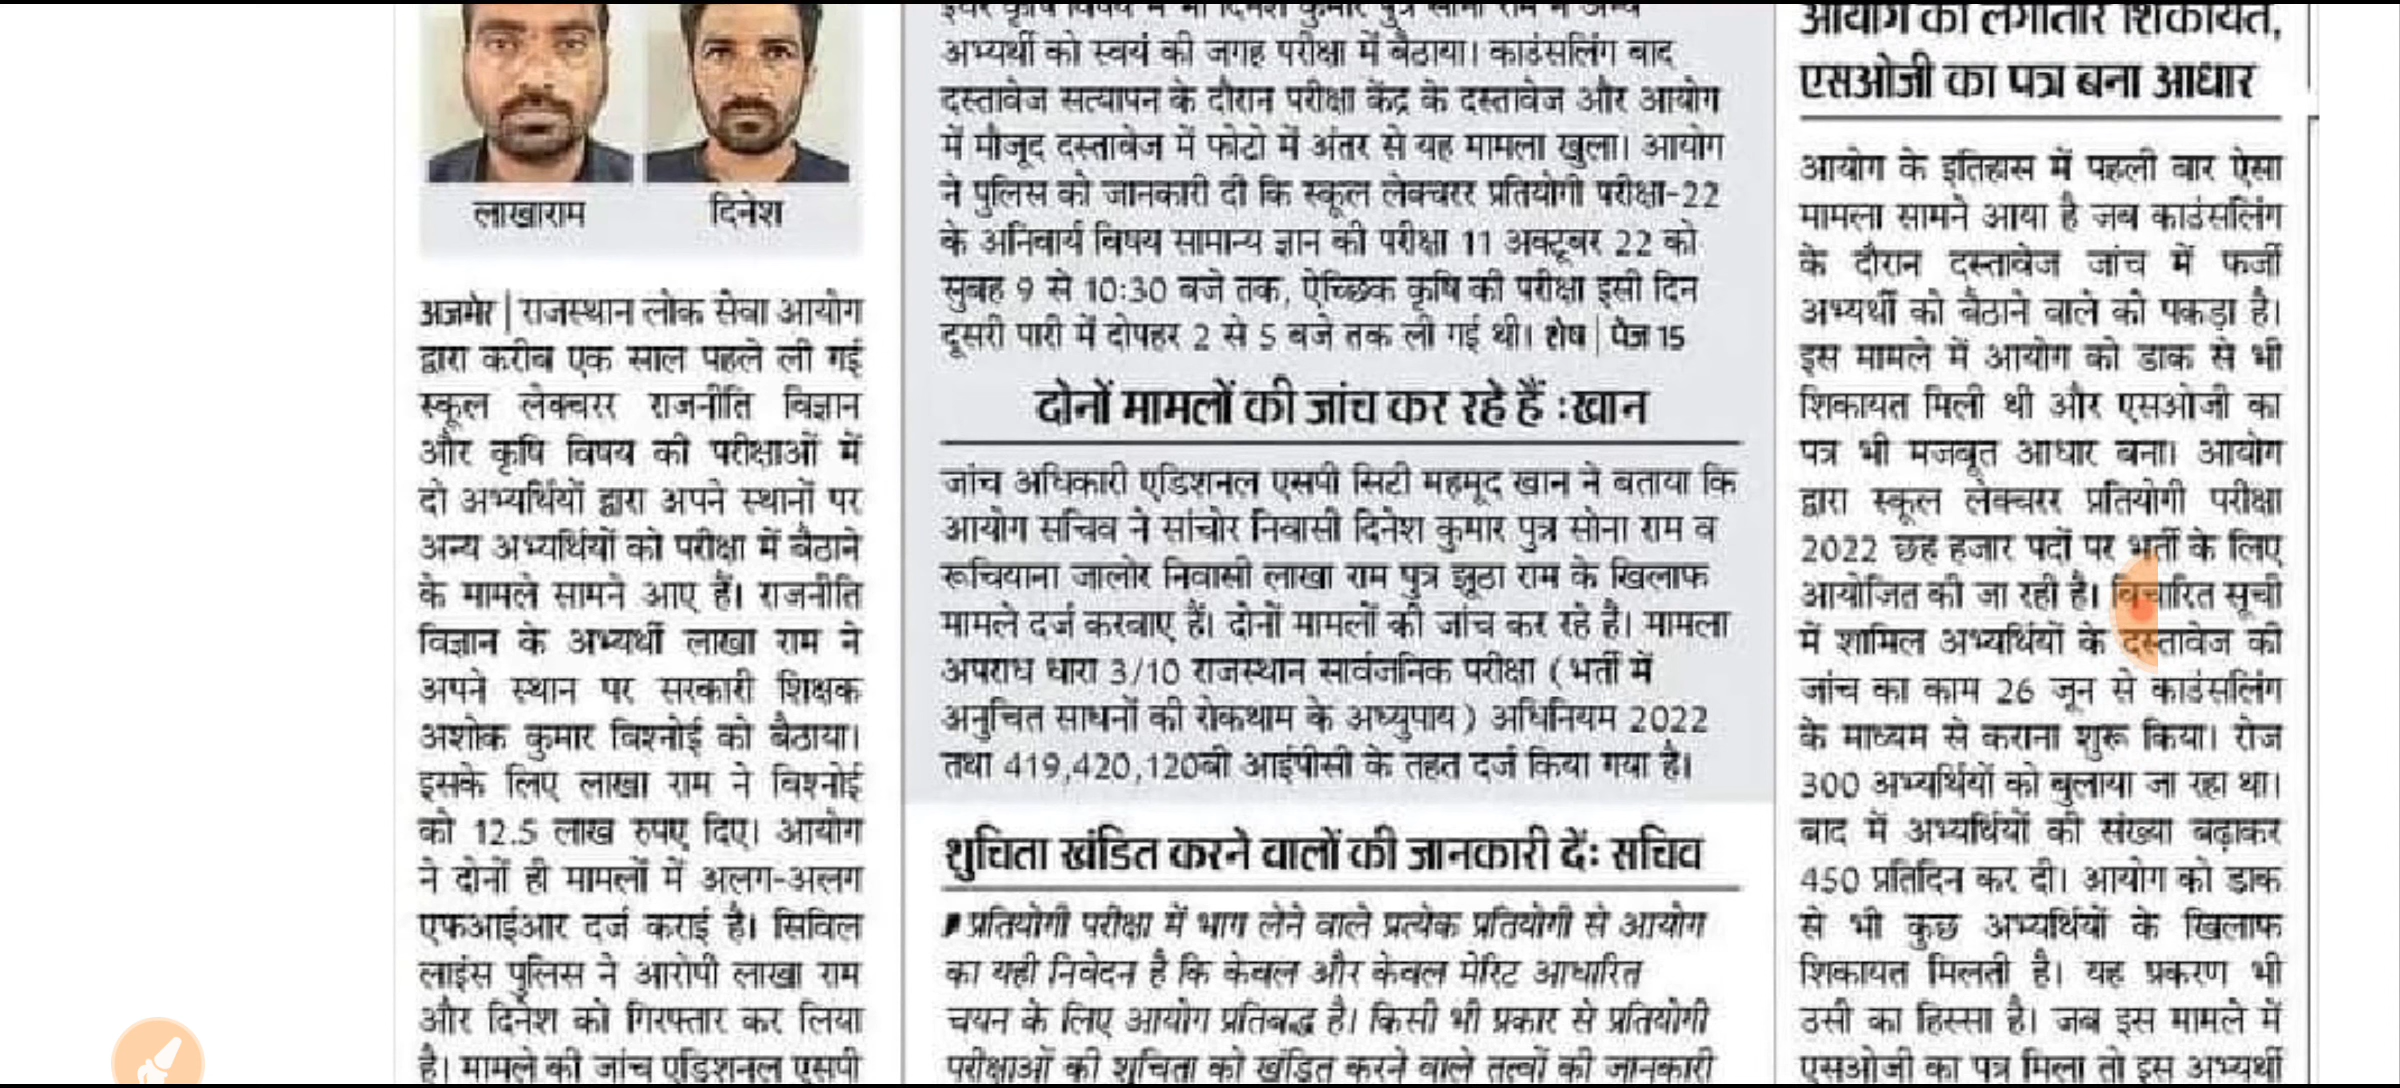 लाखाराम
दिनेश
अजमेर | राजस्थान लोक सेवा आयोग
द्वारा करीब एक साल पहले ली गई
स्कूल लेक्चरर राजनीति विज्ञान
और कृषि विषय की परीक्षाओं में
दो अभ्यर्थियों द्वारा अपने स्थानों पर
अन्य अभ्यर्थियों को परीक्षा में बैठाने
के मामले सामने आए हैं। राजनीति
विज्ञान के अभ्यर्थी लाखा राम ने
अपने स्थान पर सरकारी शिक्षक
अशोक कुमार विश्नोई को बैठाया।
इसके लिए लाखा राम ने विश्नोई
को 12.5 लाख रुपए दिए। आयोग
ने दोनों ही मामलों में अलग-अलग
एफआईआर दर्ज कराई है। सिविल
लाइंस पुलिस ने आरोपी लाखा राम
और दिनेश को गिरफ्तार कर लिया
है। मामले की जांच एडिशनल एसपी
इधर कृषि विषय में भी दिनेश कुमार पुत्र सोना राम ने अन्य
अभ्यर्थी को स्वयं की जगह परीक्षा में बैठाया। काउंसलिंग बाद
दस्तावेज सत्यापन के दौरान परीक्षा केंद्र के दस्तावेज और आयोग
में मौजूद दस्तावेज में फोटो में अंतर से यह मामला खुला। आयोग
ने पुलिस को जानकारी दी कि स्कूल लेक्चरर प्रतियोगी परीक्षा-22
के अनिवार्य विषय सामान्य ज्ञान की परीक्षा 11 अक्टूबर 22 को
सुबह 9 से 10:30 बजे तक, ऐच्छिक कृषि की परीक्षा इसी दिन
दूसरी पारी में दोपहर 2 से 5 बजे तक ली गई थी। शेष | पेज 15
दोनों मामलों की जांच कर रहे हैं :खान
जांच अधिकारी एडिशनल एसपी सिटी महमूद खान ने बताया कि
आयोग सचिव ने सांचोर निवासी दिनेश कुमार पुत्र सोना राम व
रूचियाना जालोर निवासी लाखा राम पुत्र झूठा राम के खिलाफ
मामले दर्ज करवाए हैं। दोनों मामलों की जांच कर रहे हैं। मामला
अपराध धारा 3/10 राजस्थान सार्वजनिक परीक्षा (भर्ती में
अनुचित साधनों की रोकथाम के अध्युपाय) अधिनियम 2022
तथा 419,420,120बी आईपीसी के तहत दर्ज किया गया है।
शुचिता खंडित करने वालों की जानकारी दें: सचिव
प्रतियोगी परीक्षा में भाग लेने वाले प्रत्येक प्रतियोगी से आयोग
का यही निवेदन है कि केवल और केवल मेरिट आधारित
चयन के लिए आयोग प्रतिबद्ध है। किसी भी प्रकार से प्रतियोगी
परीक्षाओं की शुचिता को खंडित करने वाले तत्वों की जानकारी
आयोग को लगातार शिकायत,
एसओजी का पत्र बना आधार
आयोग के इतिहास में पहली बार ऐसा
मामला सामने आया है जब काउंसलिंग
के दौरान दस्तावेज जांच में फर्जी
अभ्यर्थी को बैठाने वाले को पकड़ा है।
इस मामले में आयोग को डाक से भी
शिकायत मिली थी और एसओजी का
पत्र भी मजबूत आधार बना। आयोग
द्वारा स्कूल लेक्चरर प्रतियोगी परीक्षा
2022 छह हजार पदों पर भर्ती के लिए
आयोजित की जा रही है। विचारित सूची
में शामिल अभ्यर्थियों के दस्तावेज की
जांच का काम 26 जून से काउंसलिंग
के माध्यम से कराना शुरू किया। रोज
300 अभ्यर्थियों को बुलाया जा रहा था।
बाद में अभ्यर्थियों की संख्या बढ़ाकर
450 प्रतिदिन कर दी। आयोग को डाक
से भी कुछ अभ्यर्थियों के खिलाफ
शिकायत मिलती है। यह प्रकरण भी
उसी का हिस्सा है। जब इस मामले में
एसओजी का पत्र मिला तो इस अभ्यर्थी